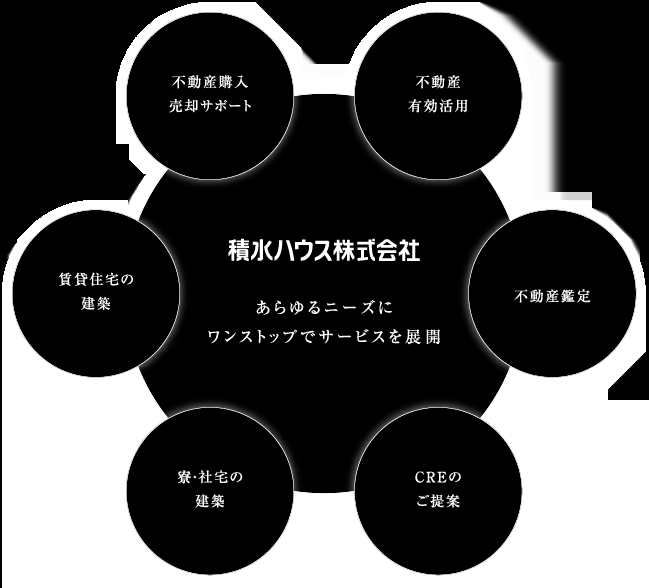 不動産購入
売却サポート
不動産
有効活用
積水ハウス株式会社
あらゆるニーズに
ワンストップでサービスを展開
賃貸住宅の
建築
不動産鑑定
寮・社宅の
建築
CREの
ご提案